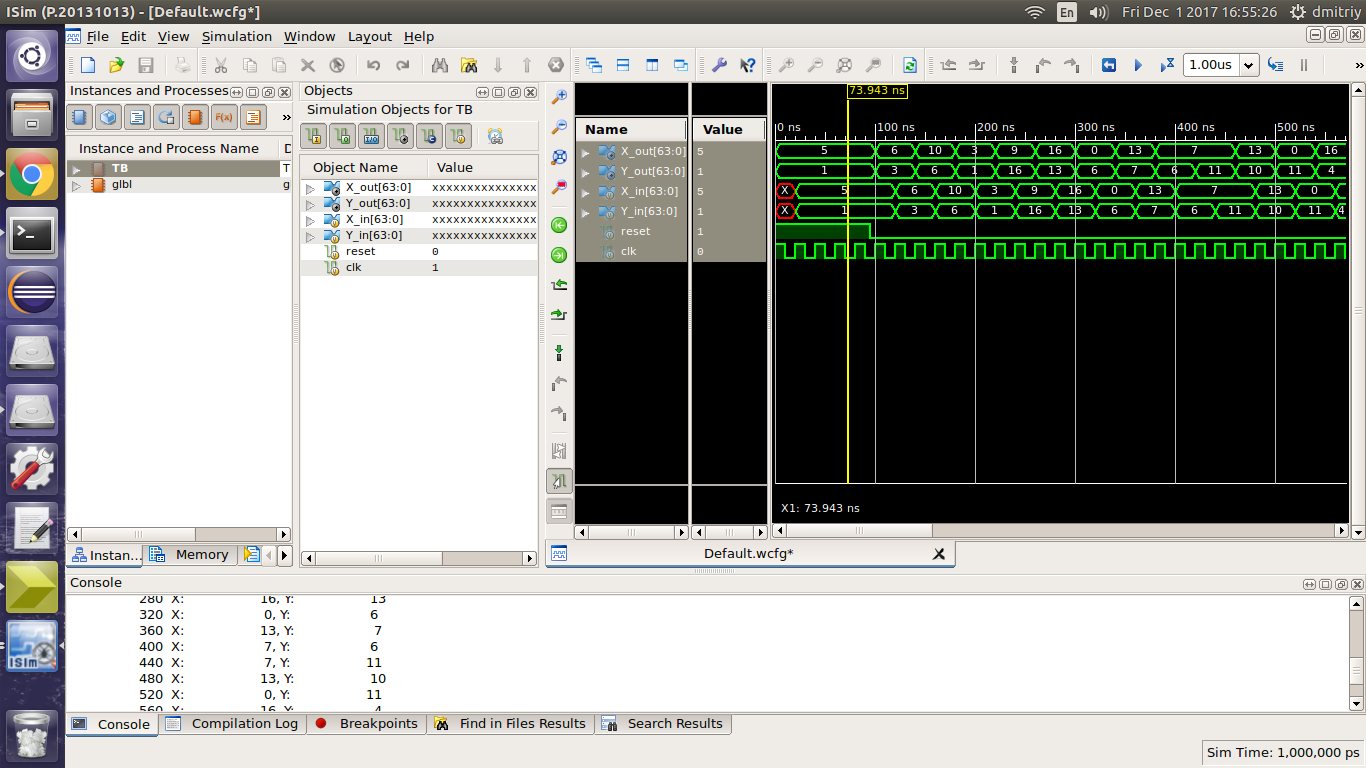 ISim (P.20131013) - [Default.wcfg*]
En
Fri Dec 1 2017 16:55:26
dmitriy
File Edit View Simulation Window Layout Help
1.00us
»
Instances and Processes
F(x)
»
Instance and Process Name
D
TB
T
glbl
g
Instan...
Memory
Objects
Simulation Objects for TB
Object Name Value
X_out[63:0] xxxxxxxxxxxxxxx
Y_out[63:0] xxxxxxxxxxxxxxx
X_in[63:0] xxxxxxxxxxxxxxx
Y_in[63:0] xxxxxxxxxxxxxxx
reset 0
clk 1
Name Value
X_out[63:0] 5
Y_out[63:0] 1
X_in[63:0] 5
Y_in[63:0] 1
reset 1
clk 0
73.943 ns
0 ns 100 ns 200 ns 300 ns 400 ns 500 ns
5 6 10 3 9 16 0 13 7 13 0 16
1 3 6 1 16 13 6 7 6 11 10 11 4
X 5 6 10 3 9 16 0 13 7 13 0
X 1 3 6 1 16 13 6 7 6 11 10 11 4
X1: 73.943 ns
Default.wcfg*
Console
280 X: 16, Y: 13
320 X: 0, Y: 6
360 X: 13, Y: 7
400 X: 7, Y: 6
440 X: 7, Y: 11
480 X: 13, Y: 10
520 X: 0, Y: 11
560 X: 16, Y: 4
Console
Compilation Log
Breakpoints
Find in Files Results
Search Results
ISim
Sim Time: 1,000,000 ps